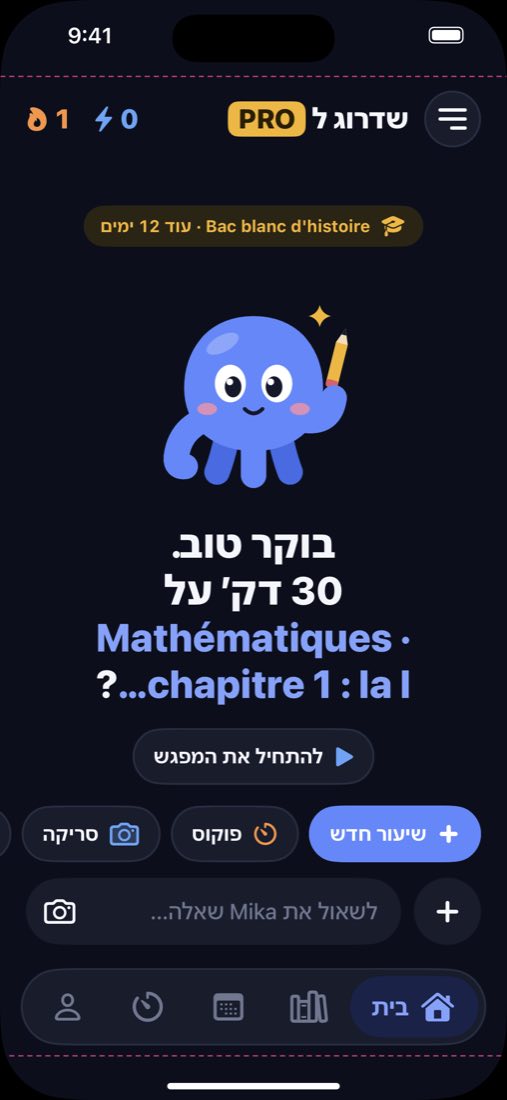 9:41
שדרוג ל PRO
0
1
Bac blanc d'histoire · עוד 12 ימים
בוקר טוב.
30 דק׳ על
Mathématiques ·
chapitre 1 : la l…?
להתחיל את המפגש
שיעור חדש
פוקוס
סריקה
לשאול את Mika שאלה...
בית